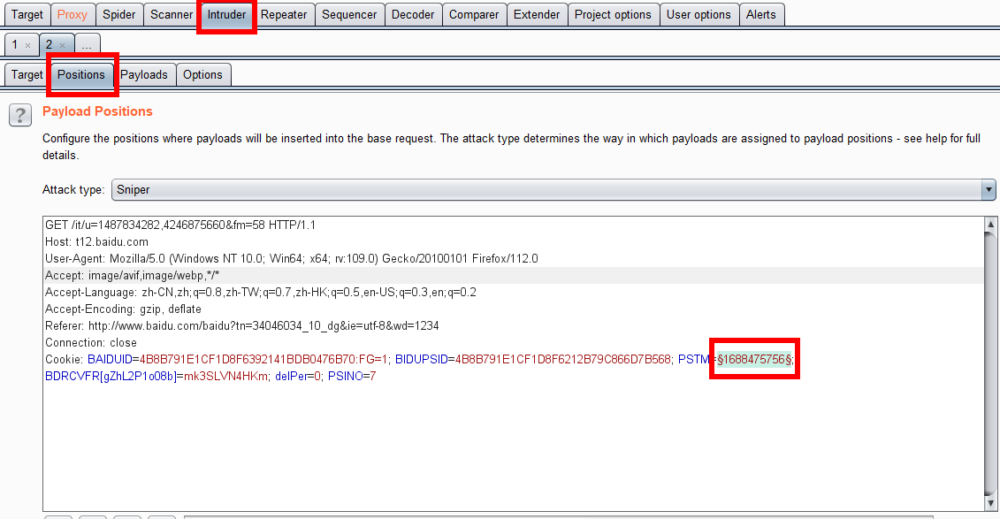 Target Proxy Spider Scanner Intruder Repeater Sequencer Decoder Comparer Extender Project options User options Alerts
1 × 2 × ...
Target Positions Payloads Options
? Payload Positions
Configure the positions where payloads will be inserted into the base request. The attack type determines the way in which payloads are assigned to payload positions - see help for full
details.
Attack type: Sniper
GET /it/u=1487834282,4246875660&fm=58 HTTP/1.1
Host: t12.baidu.com
User-Agent: Mozilla/5.0 (Windows NT 10.0; Win64; x64; rv:109.0) Gecko/20100101 Firefox/112.0
Accept: image/avif,image/webp,*/*
Accept-Language: zh-CN,zh;q=0.8,zh-TW;q=0.7,zh-HK;q=0.5,en-US;q=0.3,en;q=0.2
Accept-Encoding: gzip, deflate
Referer: http://www.baidu.com/baidu?tn=34046034_10_dg&ie=utf-8&wd=1234
Connection: close
Cookie: BAIDUID=4B8B791E1CF1D8F6392141BDB0476B70:FG=1; BIDUPSID=4B8B791E1CF1D8F6212B79C866D7B568; PSTM=§1688475756§;
BDRCVFR[gZhL2P1o08b]=mk3SLVN4HKm; delPer=0; PSINO=7